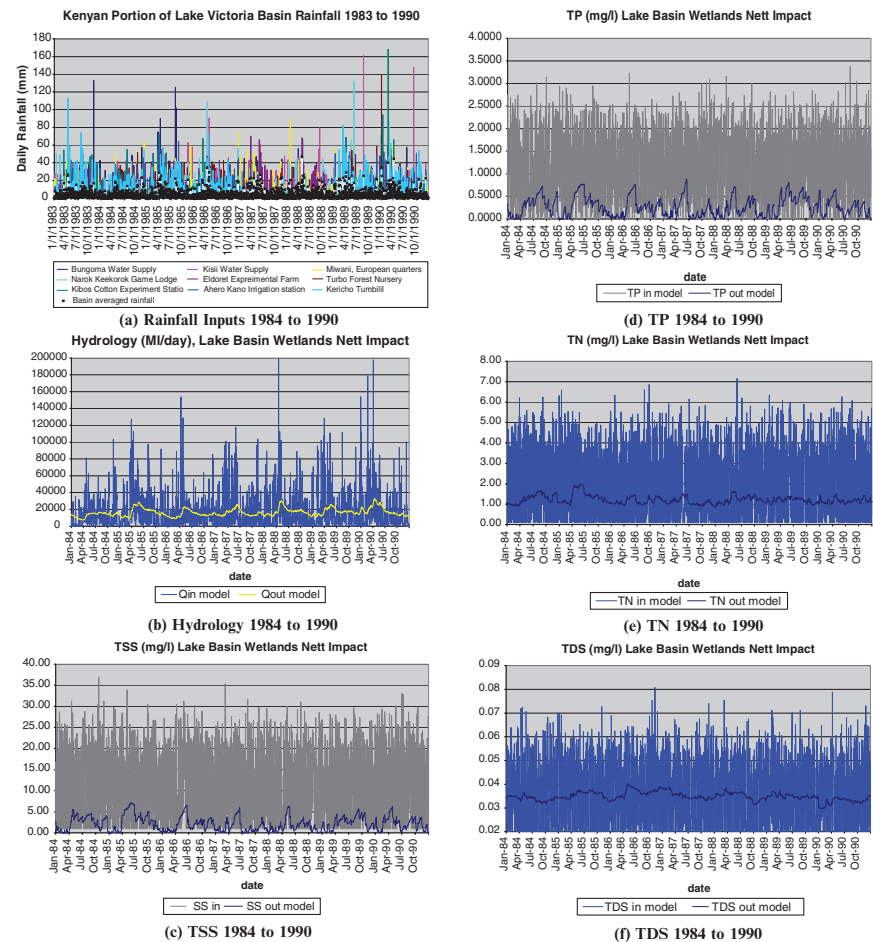 Kenyan Portion of Lake Victoria Basin Rainfall 1983 to 1990
Daily Rainfall (mm)
180
160
140
120
100
80
60
40
20
0
1/1/1983
4/1/1983
7/1/1983
10/1/1983
1/1/1984
4/1/1984
7/1/1984
10/1/1984
1/1/1985
4/1/1985
7/1/1985
10/1/1985
1/1/1986
4/1/1986
7/1/1986
10/1/1986
1/1/1987
4/1/1987
7/1/1987
10/1/1987
1/1/1988
4/1/1988
7/1/1988
10/1/1988
1/1/1989
4/1/1989
7/1/1989
10/1/1989
1/1/1990
4/1/1990
7/1/1990
10/1/1990
Bungoma Water Supply
Kisii Water Supply
Miwani, European quarters
Narok Keekorok Game Lodge
Eldoret Expreimental Farm
Turbo Forest Nursery
Kibos Cotton Experiment Statio
Ahero Kano Irrigation station
Kericho Tumbilil
Basin averaged rainfall
(a) Rainfall Inputs 1984 to 1990
Hydrology (Ml/day), Lake Basin Wetlands Nett Impact
200000
180000
160000
140000
120000
100000
80000
60000
40000
20000
0
Jan-84
Apr-84
Jul-84
Oct-84
Jan-85
Apr-85
Jul-85
Oct-85
Jan-86
Apr-86
Jul-86
Oct-86
Jan-87
Apr-87
Jul-87
Oct-87
Jan-88
Apr-88
Jul-88
Oct-88
Jan-89
Apr-89
Jul-89
Oct-89
Jan-90
Apr-90
Jul-90
Oct-90
date
Qin model
Qout model
(b) Hydrology 1984 to 1990
TSS (mg/l) Lake Basin Wetlands Nett Impact
40.00
35.00
30.00
25.00
20.00
15.00
10.00
5.00
0.00
Jan-84
Apr-84
Jul-84
Oct-84
Jan-85
Apr-85
Jul-85
Oct-85
Jan-86
Apr-86
Jul-86
Oct-86
Jan-87
Apr-87
Jul-87
Oct-87
Jan-88
Apr-88
Jul-88
Oct-88
Jan-89
Apr-89
Jul-89
Oct-89
Jan-90
Apr-90
Jul-90
Oct-90
date
SS in
SS out model
(c) TSS 1984 to 1990
TP (mg/l) Lake Basin Wetlands Nett Impact
4.0000
3.5000
3.0000
2.5000
2.0000
1.5000
1.0000
0.5000
0.0000
Jan-84
Apr-84
Jul-84
Oct-84
Jan-85
Apr-85
Jul-85
Oct-85
Jan-86
Apr-86
Jul-86
Oct-86
Jan-87
Apr-87
Jul-87
Oct-87
Jan-88
Apr-88
Jul-88
Oct-88
Jan-89
Apr-89
Jul-89
Oct-89
Jan-90
Apr-90
Jul-90
Oct-90
date
TP in model
TP out model
(d) TP 1984 to 1990
TN (mg/l) Lake Basin Wetlands Nett Impact
8.00
7.00
6.00
5.00
4.00
3.00
2.00
1.00
0.00
Jan-84
Apr-84
Jul-84
Oct-84
Jan-85
Apr-85
Jul-85
Oct-85
Jan-86
Apr-86
Jul-86
Oct-86
Jan-87
Apr-87
Jul-87
Oct-87
Jan-88
Apr-88
Jul-88
Oct-88
Jan-89
Apr-89
Jul-89
Oct-89
Jan-90
Apr-90
Jul-90
Oct-90
date
TN in model
TN out model
(e) TN 1984 to 1990
TDS (mg/l) Lake Basin Wetlands Nett Impact
0.09
0.08
0.07
0.06
0.05
0.04
0.03
0.02
Jan-84
Apr-84
Jul-84
Oct-84
Jan-85
Apr-85
Jul-85
Oct-85
Jan-86
Apr-86
Jul-86
Oct-86
Jan-87
Apr-87
Jul-87
Oct-87
Jan-88
Apr-88
Jul-88
Oct-88
Jan-89
Apr-89
Jul-89
Oct-89
Jan-90
Apr-90
Jul-90
Oct-90
date
TDS in model
TDS out model
(f) TDS 1984 to 1990